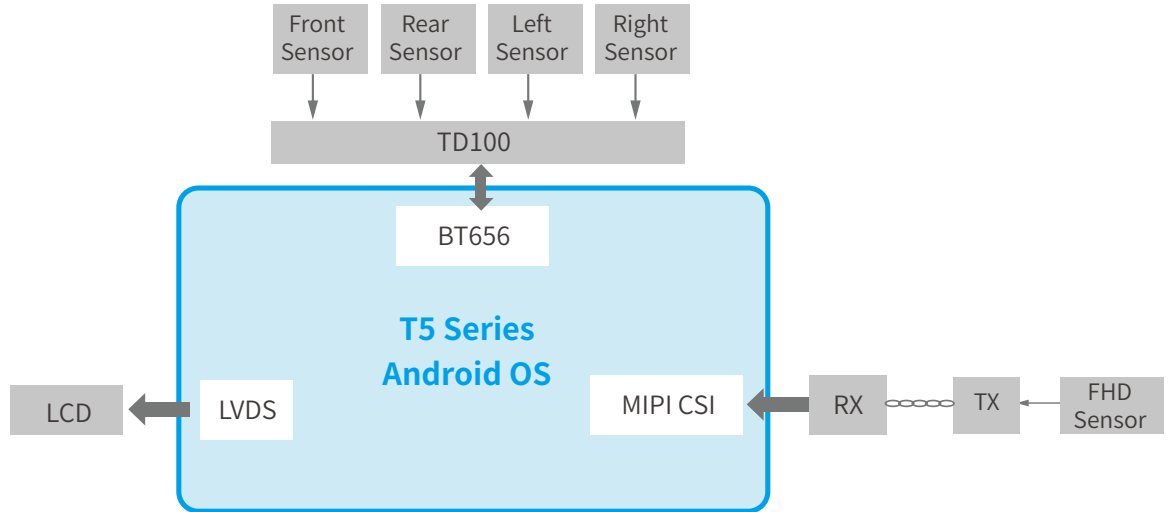 Front
Sensor
Rear
Sensor
Left
Sensor
Right
Sensor
TD100
BT656
T5 Series
Android OS
LCD
LVDS
MIPI CSI
RX
TX
FHD
Sensor